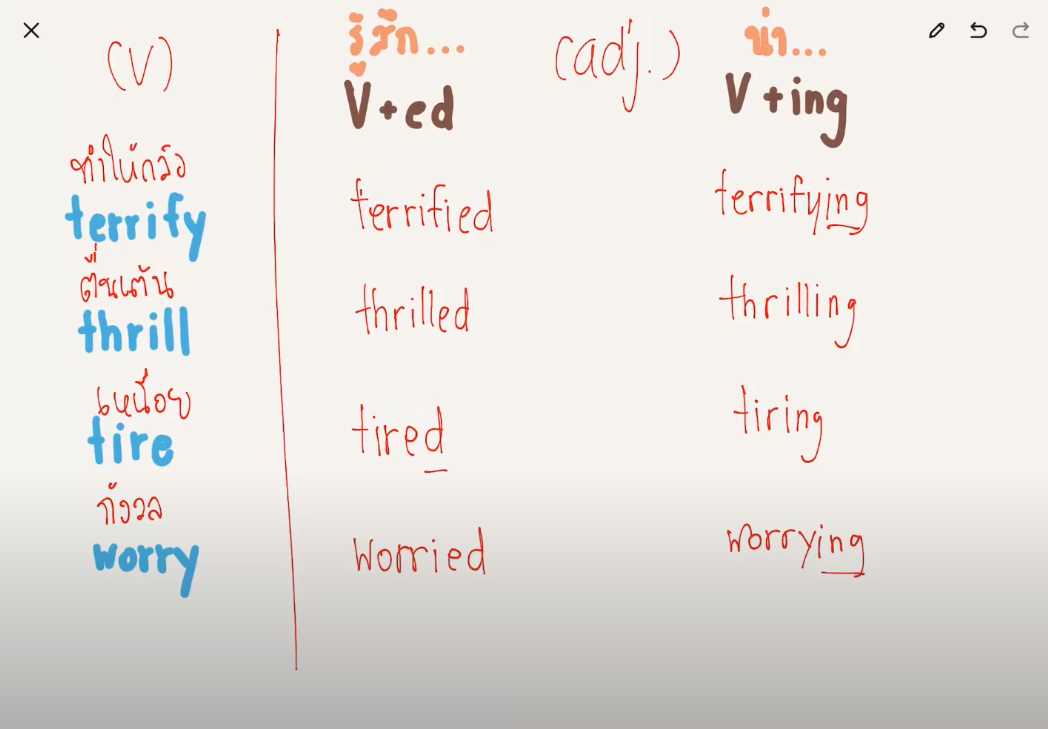 (V)
รู้สึก...
(adj.)
น่า...
V+ed
V+ing
ทำให้กลัว
terrify
terrified
terrifying
ตื่นเต้น
thrill
thrilled
thrilling
เหนื่อย
tire
tired
tiring
กังวล
worry
worried
worrying